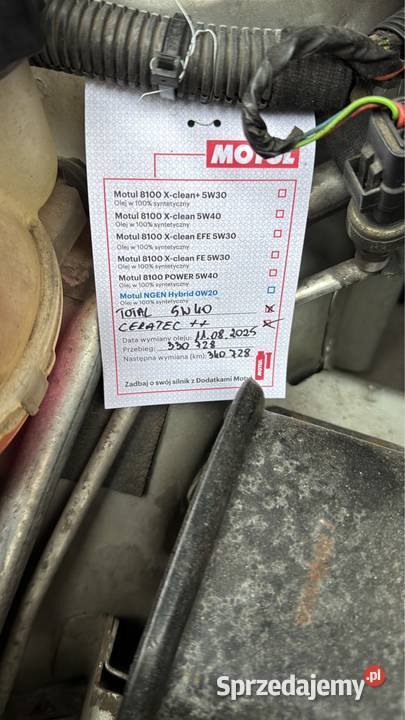 MOTUL
Motul 8100 X-clean+ 5W30
Olej w 100% syntetyczny
Motul 8100 X-clean 5W40
Olej w 100% syntetyczny
Motul 8100 X-clean EFE 5W30
Olej w 100% syntetyczny
Motul 8100 X-clean FE 5W30
Olej w 100% syntetyczny
Motul 8100 POWER 5W40
Olej w 100% syntetyczny
Motul NGEN Hybrid 0W20
Olej w 100% syntetyczny
TOTAL 5W40 x
CERATEC ++ x
Data wymiany oleju: 11.08.2025
Przebieg: 330 728
Następna wymiana (km): 340 728
Zadbaj o swój silnik z Dodatkami Motul
MOTUL
Sprzedajemy.pl